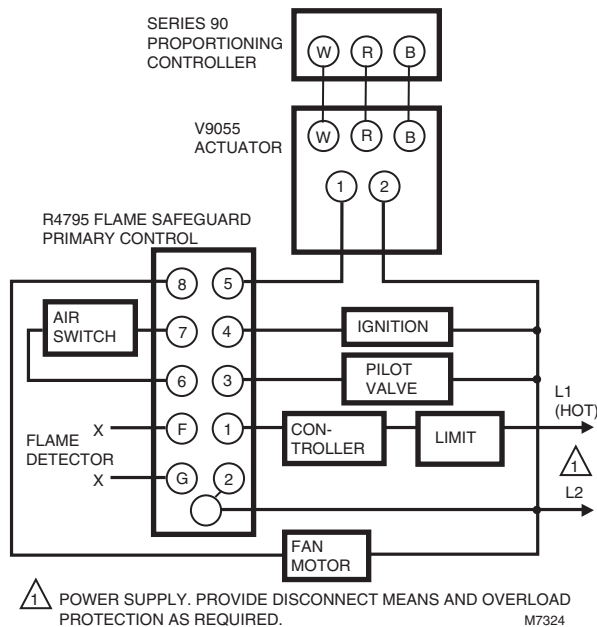 SERIES 90
PROPORTIONING
CONTROLLER
W R B
V9055
ACTUATOR
W R B
1 2
R4795 FLAME SAFEGUARD
PRIMARY CONTROL
8 5
AIR
SWITCH
7 4
IGNITION
6 3
PILOT
VALVE
L1
(HOT)
X F 1
CON-
TROLLER
LIMIT
FLAME
DETECTOR
1
X G 2
L2
FAN
MOTOR
1 POWER SUPPLY. PROVIDE DISCONNECT MEANS AND OVERLOAD
PROTECTION AS REQUIRED.
M7324